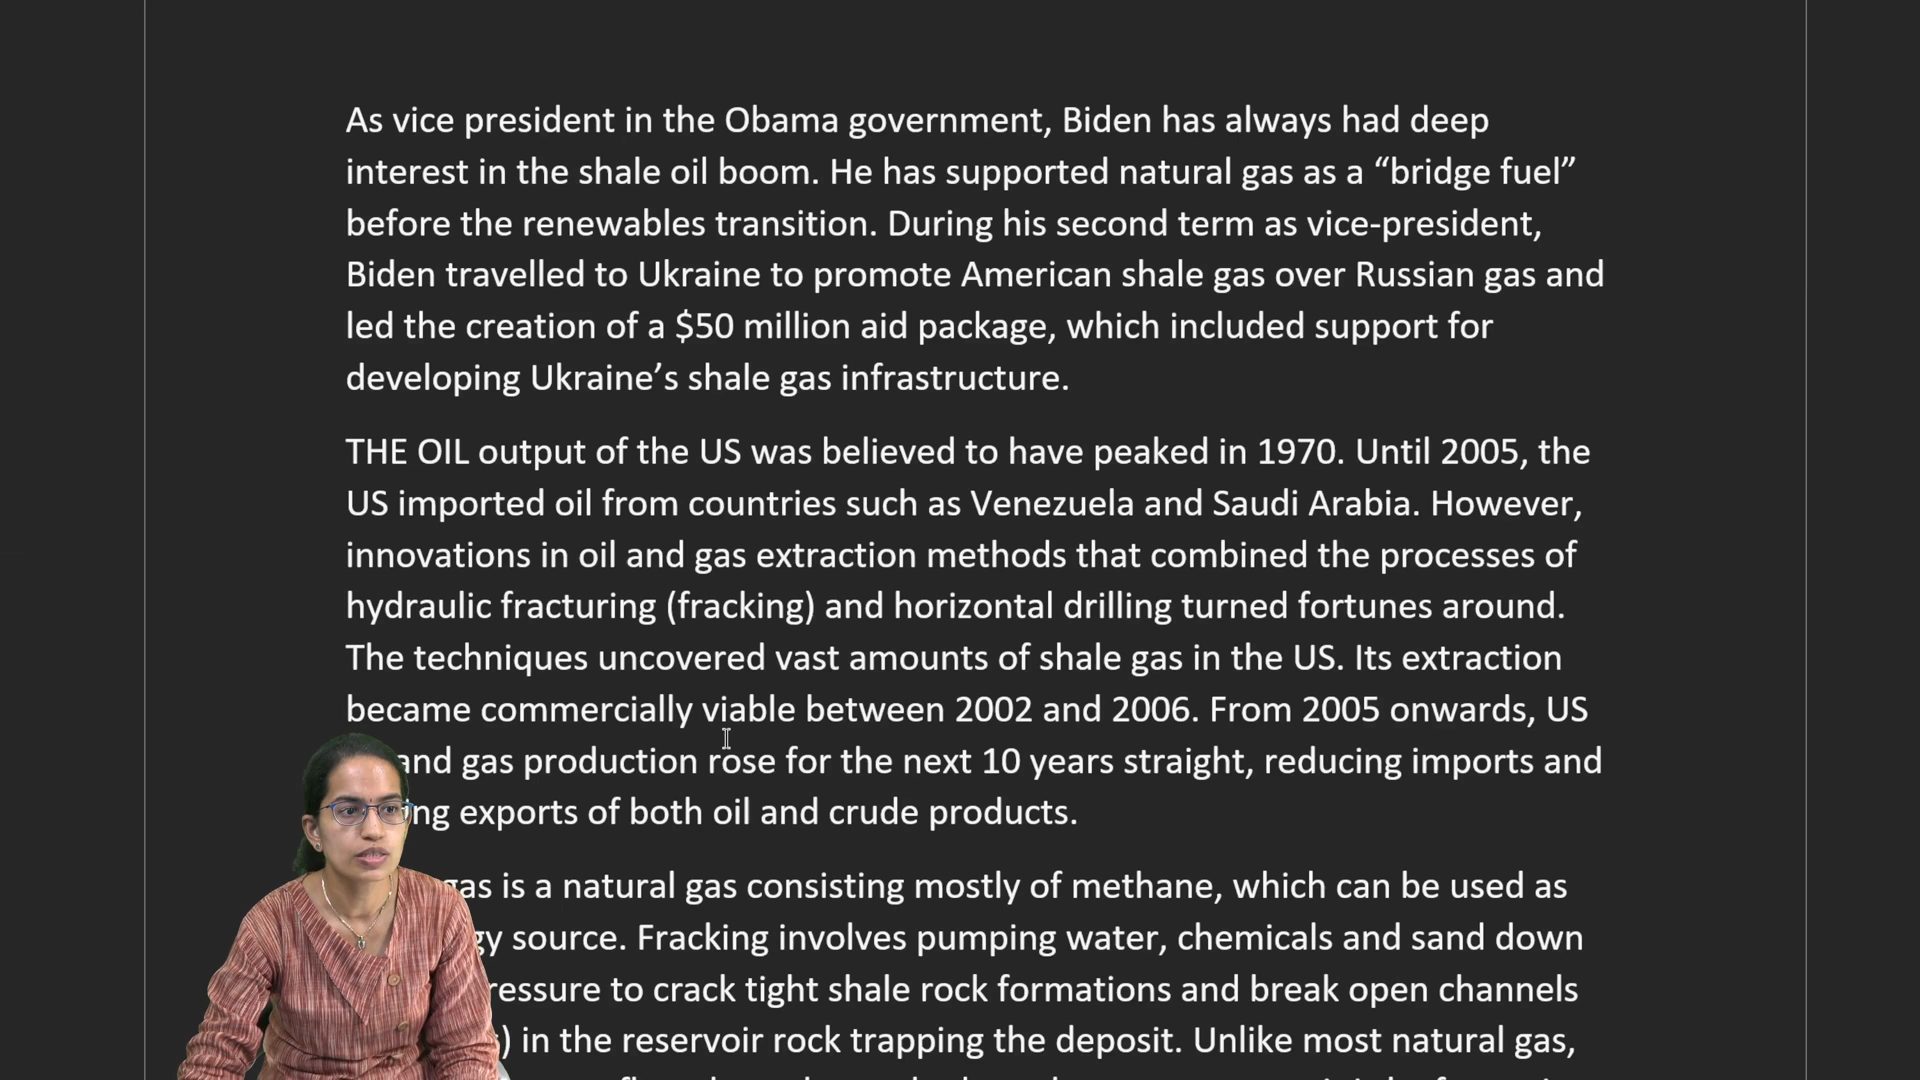 As vice president in the Obama government, Biden has always had deep
interest in the shale oil boom. He has supported natural gas as a “bridge fuel”
before the renewables transition. During his second term as vice-president,
Biden travelled to Ukraine to promote American shale gas over Russian gas and
led the creation of a $50 million aid package, which included support for
developing Ukraine’s shale gas infrastructure.
THE OIL output of the US was believed to have peaked in 1970. Until 2005, the
US imported oil from countries such as Venezuela and Saudi Arabia. However,
innovations in oil and gas extraction methods that combined the processes of
hydraulic fracturing (fracking) and horizontal drilling turned fortunes around.
The techniques uncovered vast amounts of shale gas in the US. Its extraction
became commercially viable between 2002 and 2006. From 2005 onwards, US
and gas production rose for the next 10 years straight, reducing imports and
exports of both oil and crude products.
gas is a natural gas consisting mostly of methane, which can be used as
source. Fracking involves pumping water, chemicals and sand down
to crack tight shale rock formations and break open channels
in the reservoir rock trapping the deposit. Unlike most natural gas,